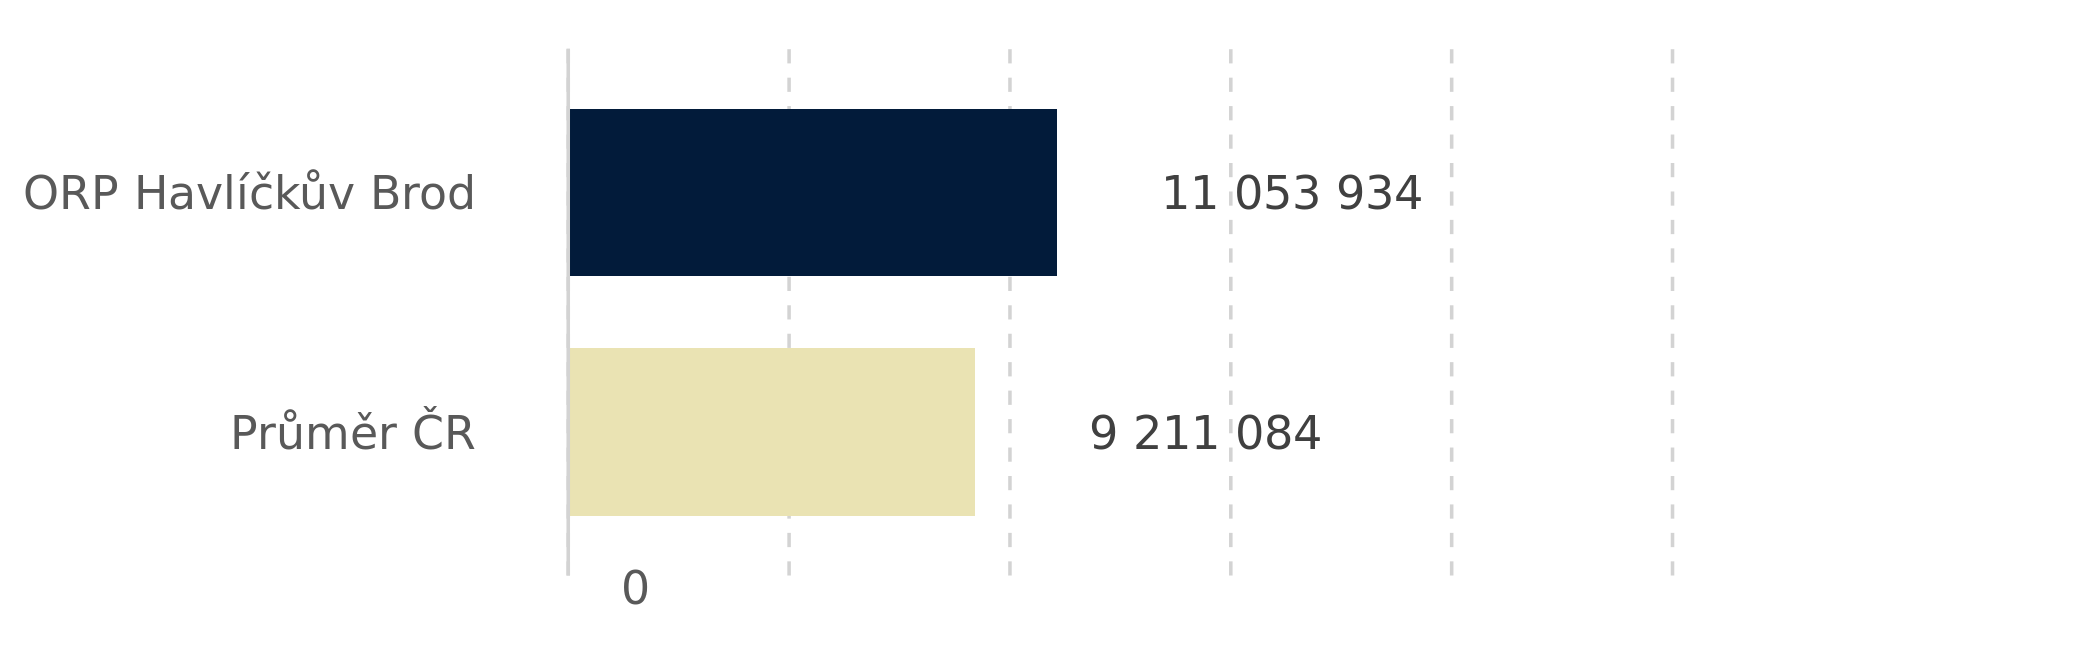 ORP Havlíčkův Brod 11 053 934
Průměr ČR 9 211 084
0